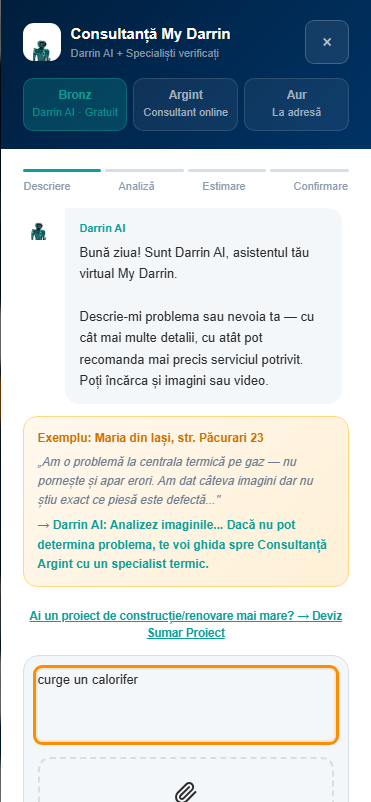 Consultanță My Darrin
Darrin AI + Specialiști verificați
×
Bronz
Darrin AI · Gratuit
Argint
Consultant online
Aur
La adresă
Descriere
Analiză
Estimare
Confirmare
Darrin AI
Bună ziua! Sunt Darrin AI, asistentul tău
virtual My Darrin.
Descrie-mi problema sau nevoia ta — cu
cât mai multe detalii, cu atât pot
recomanda mai precis serviciul potrivit.
Poți încărca și imagini sau video.
Exemplu: Maria din Iași, str. Păcurari 23
„Am o problemă la centrala termică pe gaz — nu
pornește și apar erori. Am dat câteva imagini dar nu
știu exact ce piesă este defectă..."
→ Darrin AI: Analizez imaginile... Dacă nu pot
determina problema, te voi ghida spre Consultanță
Argint cu un specialist termic.
Ai un proiect de construcție/renovare mai mare? → Deviz
Sumar Proiect
curge un calorifer